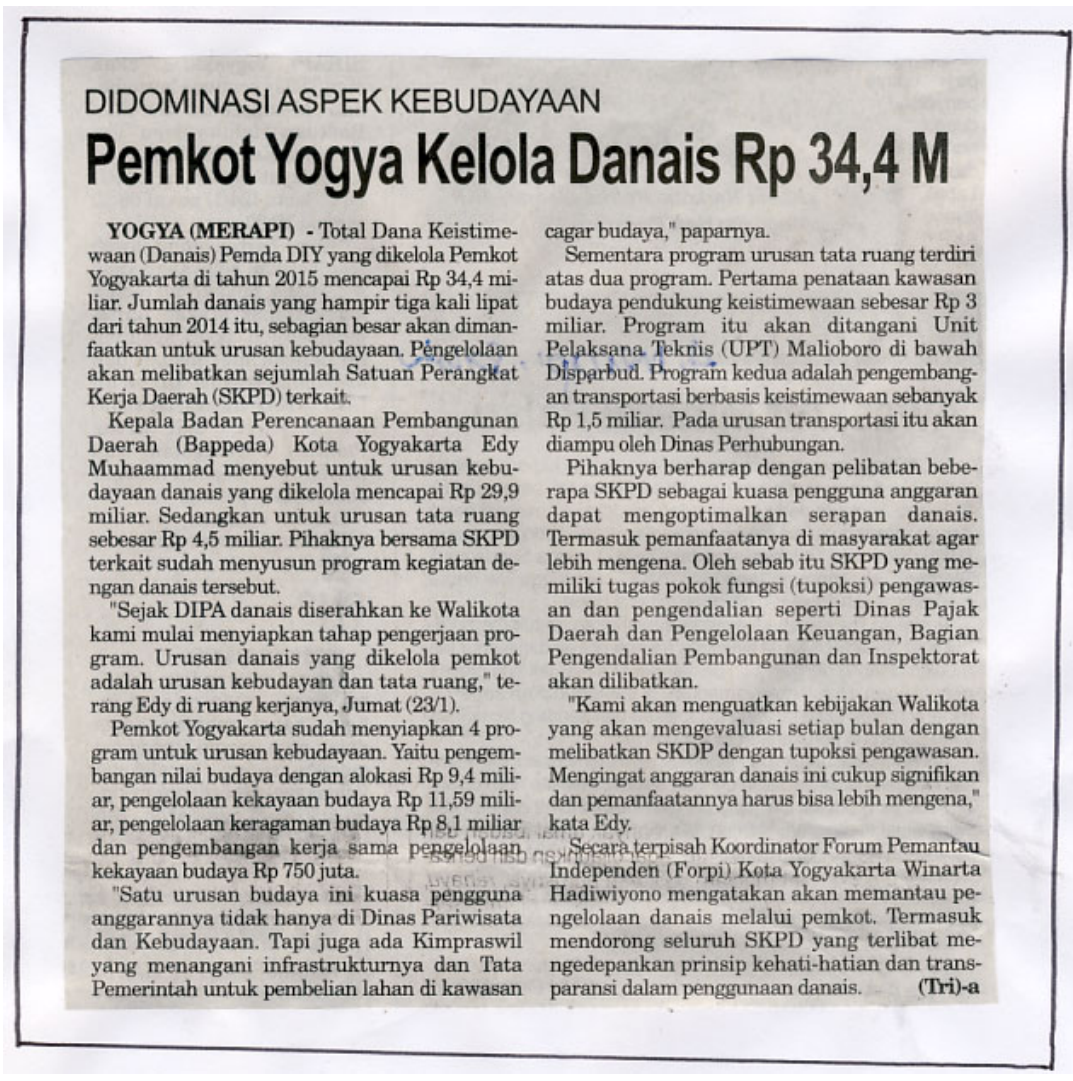 DIDOMINASI ASPEK KEBUDAYAAN
Pemkot Yogya Kelola Danais Rp 34,4 M
YOGYA (MERAPI) - Total Dana Keistime-
waan (Danais) Pemda DIY yang dikelola Pemkot
Yogyakarta di tahun 2015 mencapai Rp 34,4 mi-
liar. Jumlah danais yang hampir tiga kali lipat
dari tahun 2014 itu, sebagian besar akan diman-
faatkan untuk urusan kebudayaan. Pengelolaan
akan melibatkan sejumlah Satuan Perangkat
Kerja Daerah (SKPD) terkait.
Kepala Badan Perencanaan Pembangunan
Daerah (Bappeda) Kota Yogyakarta Edy
Muhaammad menyebut untuk urusan kebu-
dayaan danais yang dikelola mencapai Rp 29,9
miliar. Sedangkan untuk urusan tata ruang
sebesar Rp 4,5 miliar. Pihaknya bersama SKPD
terkait sudah menyusun program kegiatan de-
ngan danais tersebut.
"Sejak DIPA danais diserahkan ke Walikota
kami mulai menyiapkan tahap pengerjaan pro-
gram. Urusan danais yang dikelola pemkot
adalah urusan kebudayan dan tata ruang," te-
rang Edy di ruang kerjanya, Jumat (23/1).
Pemkot Yogyakarta sudah menyiapkan 4 pro-
gram untuk urusan kebudayaan. Yaitu pengem-
bangan nilai budaya dengan alokasi Rp 9,4 mili-
ar, pengelolaan kekayaan budaya Rp 11,59 mili-
ar, pengelolaan keragaman budaya Rp 8,1 miliar
dan pengembangan kerja sama pengelolaan
kekayaan budaya Rp 750 juta.
"Satu urusan budaya ini kuasa pengguna
anggarannya tidak hanya di Dinas Pariwisata
dan Kebudayaan. Tapi juga ada Kimpraswil
yang menangani infrastrukturnya dan Tata
Pemerintah untuk pembelian lahan di kawasan
cagar budaya," paparnya.
Sementara program urusan tata ruang terdiri
atas dua program. Pertama penataan kawasan
budaya pendukung keistimewaan sebesar Rp 3
miliar. Program itu akan ditangani Unit
Pelaksana Teknis (UPT) Malioboro di bawah
Disparbud. Program kedua adalah pengembang-
an transportasi berbasis keistimewaan sebanyak
Rp 1,5 miliar. Pada urusan transportasi itu akan
diampu oleh Dinas Perhubungan.
Pihaknya berharap dengan pelibatan bebe-
rapa SKPD sebagai kuasa pengguna anggaran
dapat mengoptimalkan serapan danais.
Termasuk pemanfaatanya di masyarakat agar
lebih mengena. Oleh sebab itu SKPD yang me-
miliki tugas pokok fungsi (tupoksi) pengawas-
an dan pengendalian seperti Dinas Pajak
Daerah dan Pengelolaan Keuangan, Bagian
Pengendalian Pembangunan dan Inspektorat
akan dilibatkan.
"Kami akan menguatkan kebijakan Walikota
yang akan mengevaluasi setiap bulan dengan
melibatkan SKDP dengan tupoksi pengawasan.
Mengingat anggaran danais ini cukup signifikan
dan pemanfaatannya harus bisa lebih mengena,"
kata Edy.
Secara terpisah Koordinator Forum Pemantau
Independen (Forpi) Kota Yogyakarta Winarta
Hadiwiyono mengatakan akan memantau pe-
ngelolaan danais melalui pemkot. Termasuk
mendorong seluruh SKPD yang terlibat me-
ngedepankan prinsip kehati-hatian dan trans-
paransi dalam penggunaan danais. (Tri)-a